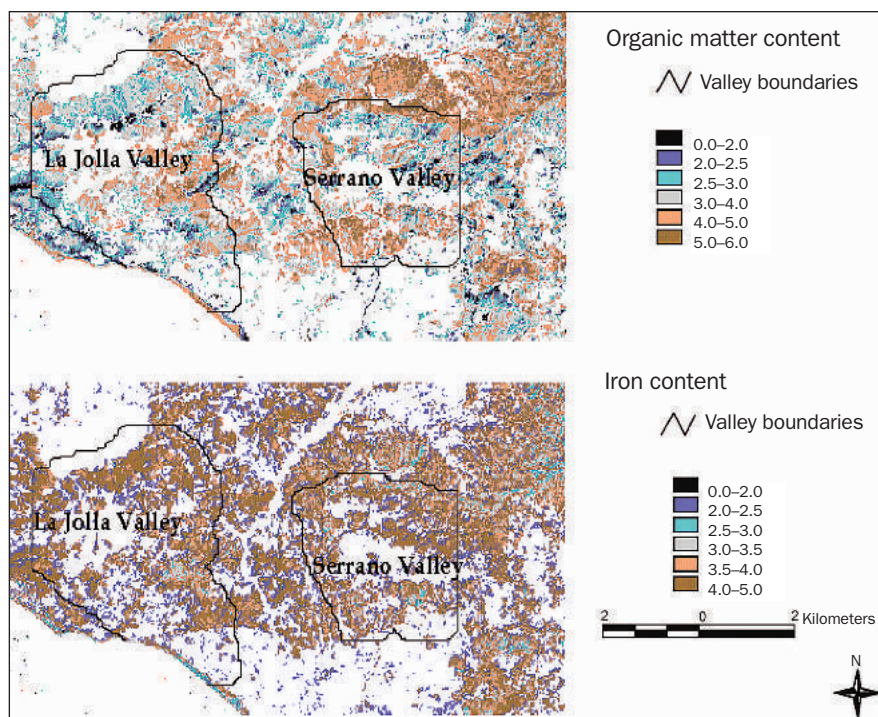 Organic matter content
Valley boundaries
0.0–2.0
2.0–2.5
2.5–3.0
3.0–4.0
4.0–5.0
5.0–6.0
La Jolla Valley
Serrano Valley
Iron content
Valley boundaries
0.0–2.0
2.0–2.5
2.5–3.0
3.0–3.5
3.5–4.0
4.0–5.0
La Jolla Valley
Serrano Valley
2 0 2 Kilometers
N